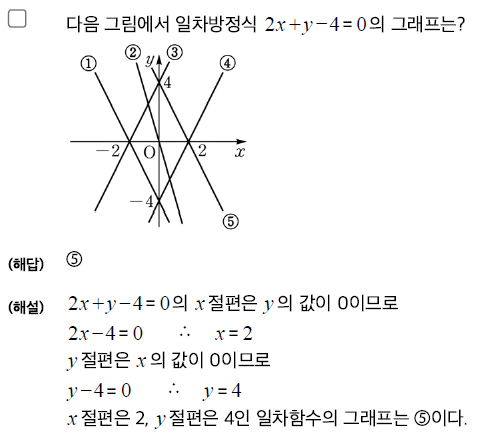 다음 그림에서 일차방정식 2x+y-4=0의 그래프는?
① ② y ③ ④
4
-2 O 2 x
-4
⑤
(해답) ⑤
(해설) 2x+y-4=0의 x절편은 y의 값이 0이므로
2x-4=0 ∴ x=2
y절편은 x의 값이 0이므로
y-4=0 ∴ y=4
x절편은 2, y절편은 4인 일차함수의 그래프는 ⑤이다.